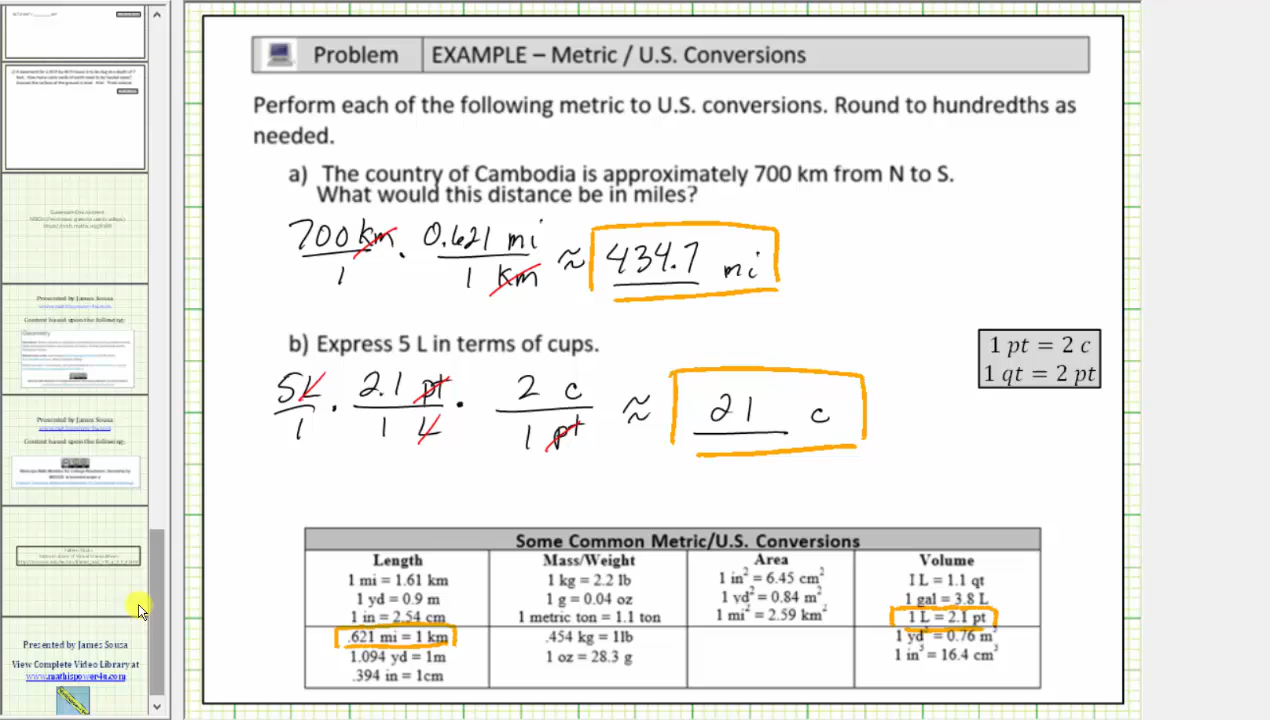 Problem EXAMPLE – Metric / U.S. Conversions
Perform each of the following metric to U.S. conversions. Round to hundredths as
needed.
a) The country of Cambodia is approximately 700 km from N to S.
What would this distance be in miles?
700 km/1 · 0.621 mi/1 km ≈ 434.7 mi
b) Express 5 L in terms of cups.
1 pt = 2 c
1 qt = 2 pt
5L/1 · 2.1 pt/1 L · 2 c/1 pt ≈ 21 c
Some Common Metric/U.S. Conversions
Length Mass/Weight Area Volume
1 mi = 1.61 km 1 kg = 2.2 lb 1 in² = 6.45 cm² 1 L = 1.1 qt
1 yd = 0.9 m 1 g = 0.04 oz 1 yd² = 0.84 m² 1 gal = 3.8 L
1 in = 2.54 cm 1 metric ton = 1.1 ton 1 mi² = 2.59 km² 1 L = 2.1 pt
.621 mi = 1 km .454 kg = 1lb 1 yd³ = 0.76 m³
1.094 yd = 1m 1 oz = 28.3 g 1 in³ = 16.4 cm³
.394 in = 1cm
Presented by James Sousa
Content based upon the following:
Geometry
Presented by James Sousa
Content based upon the following:
Presented by James Sousa
View Complete Video Library at
www.mathispower4u.com